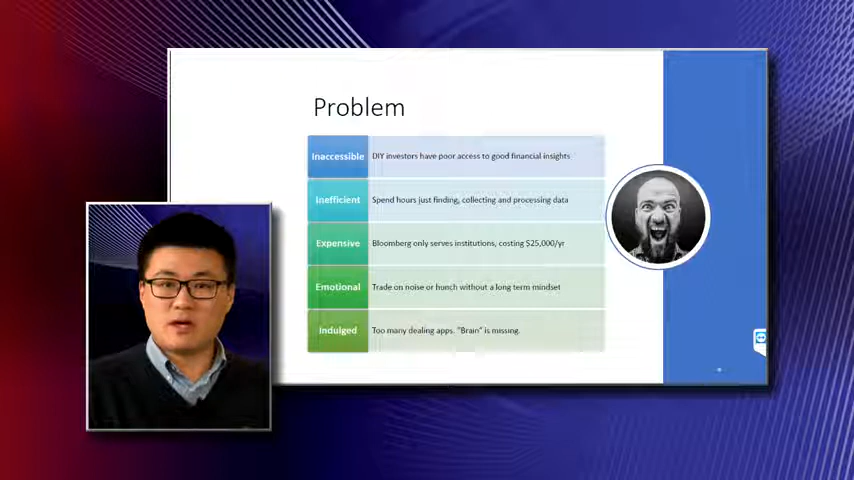 Problem
Inaccessible DIY investors have poor access to good financial insights
Inefficient Spend hours just finding, collecting and processing data
Expensive Bloomberg only serves institutions, costing $25,000/yr
Emotional Trade on noise or hunch without a long term mindset
Indulged Too many dealing apps. "Brain" is missing.